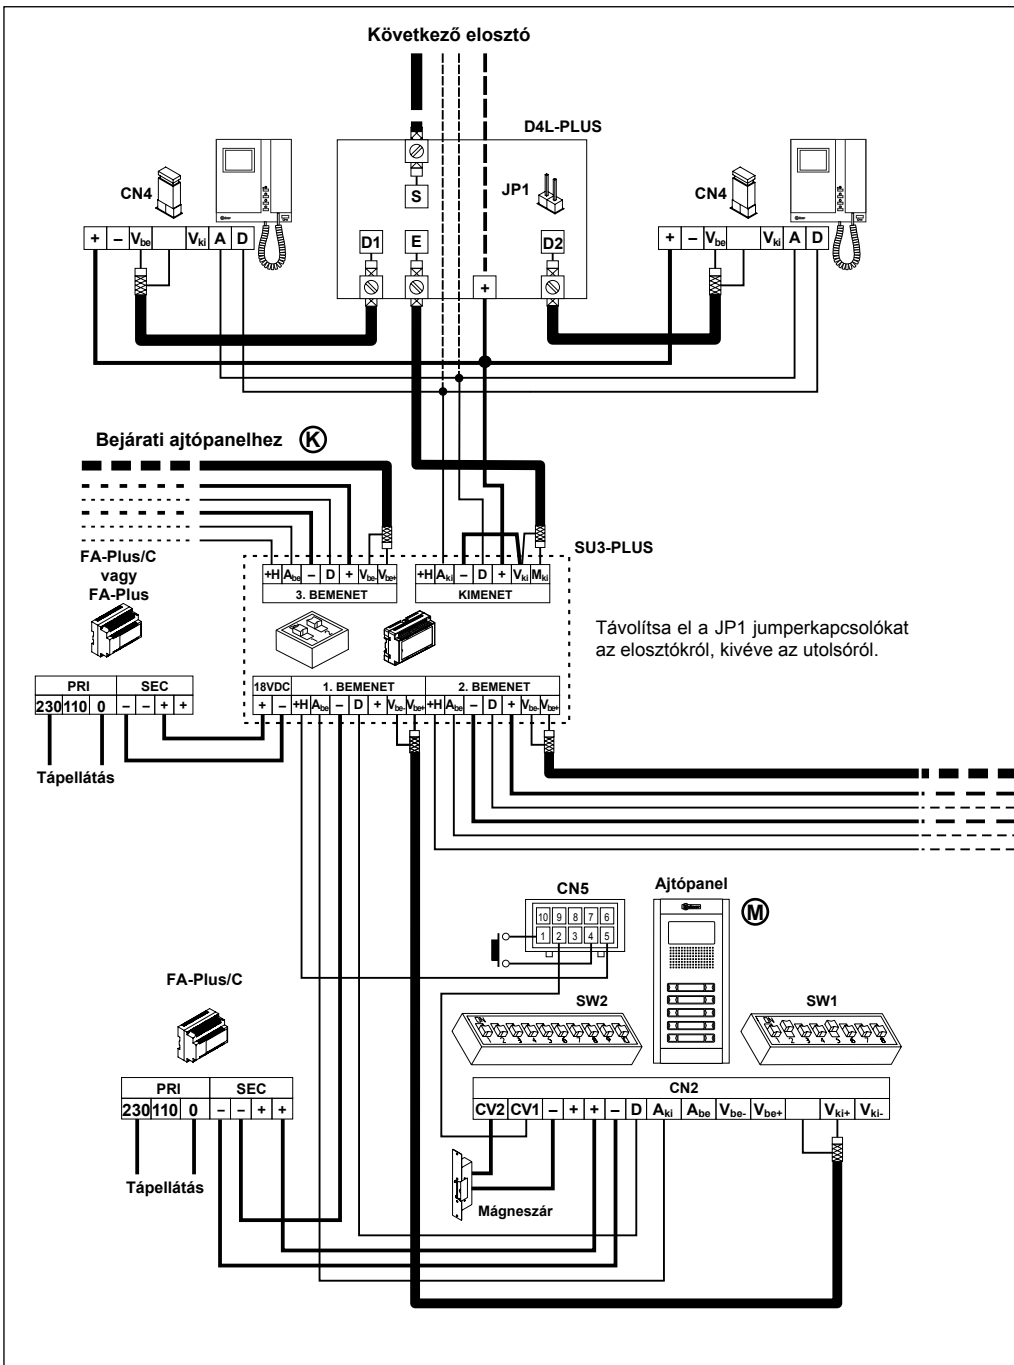 Következő elosztó
D4L-PLUS
CN4
S
JP1
CN4
D1 E D2
+ – Vbe Vki A D
+
+ – Vbe Vki A D
Bejárati ajtópanelhez K
SU3-PLUS
FA-Plus/C
vagy
FA-Plus
+H Abe – D + Vbe- Vbe+
3. BEMENET
+H Aki – D + Vki Mki
KIMENET
Távolítsa el a JP1 jumperkapcsolókat
az elosztókról, kivéve az utolsóról.
PRI SEC
230 110 0 – – + +
18VDC 1. BEMENET 2. BEMENET
+ – +H Abe – D + Vbe- Vbe+ +H Abe – D + Vbe- Vbe+
Tápellátás
CN5
10 9 8 7 6
1 2 3 4 5
Ajtópanel
M
FA-Plus/C
SW2
SW1
PRI SEC
230 110 0 – – + +
CN2
CV2 CV1 – + + – D Aki Abe Vbe- Vbe+ Vki+ Vki-
Tápellátás
Mágneszár